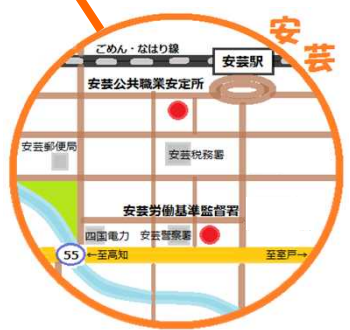 安芸
ごめん・なはり線
安芸駅
安芸公共職業安定所
安芸郵便局
安芸税務署
安芸労働基準監督署
四国電力 安芸警察署
55 ←至高知 至室戸→